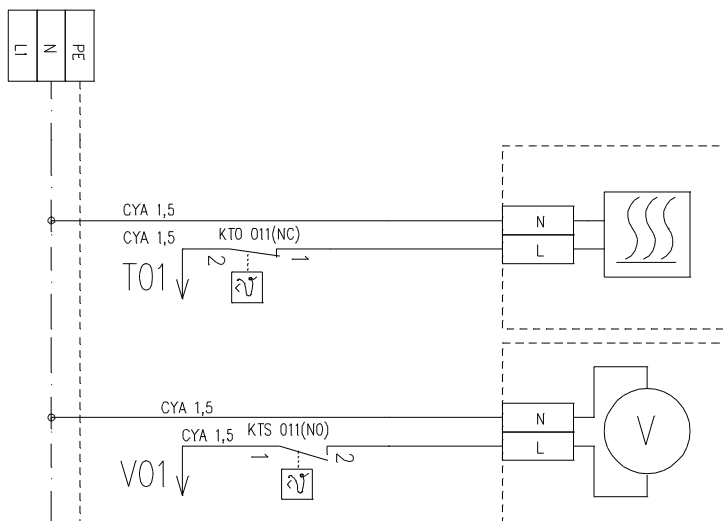 L1 N PE
CYA 1,5
N
CYA 1,5
KTO 011(NC)
L
2 1
T01
ϑ
CYA 1,5
N
V
CYA 1,5
KTS 011(NO)
L
1 2
V01
ϑ